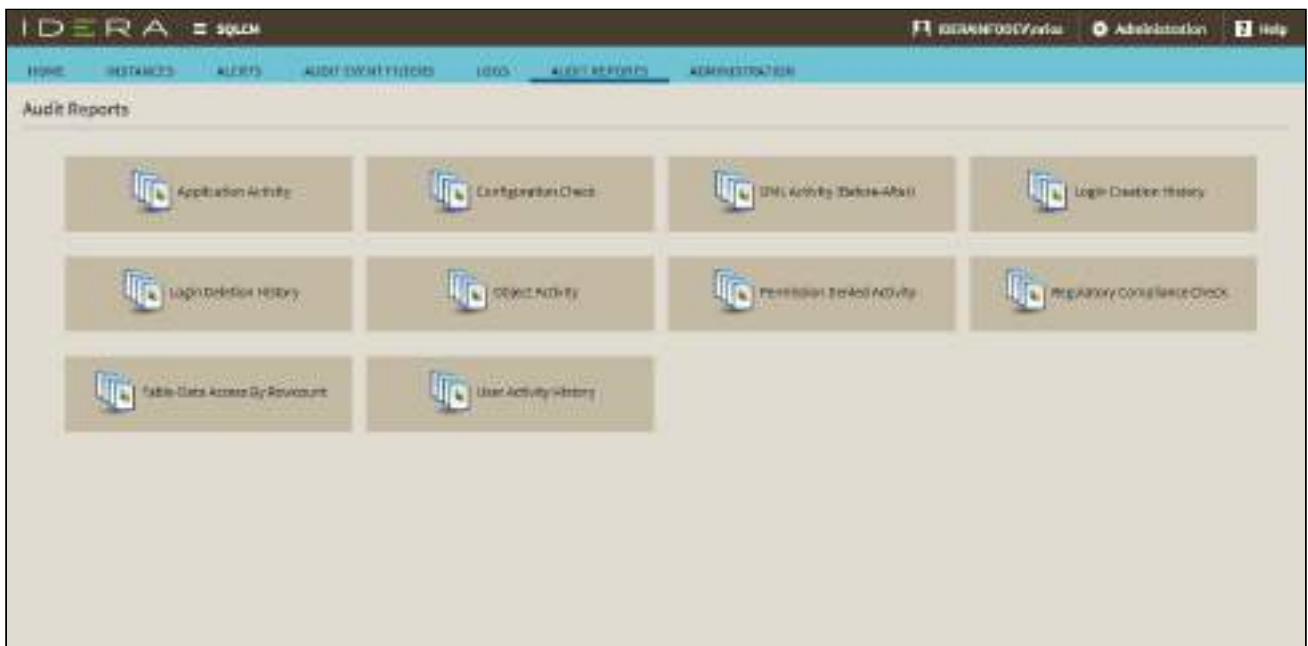 IDERA SQLCM Administration Help
HOME INSTANCES ALERTS AUDIT EVENT FILTERS LOGS AUDIT REPORTS ADMINISTRATION
Audit Reports
Application Activity Configuration Check DML Activity (Before-After) Login Creation History
Login Deletion History Object Activity Permission Denied Activity Regulatory Compliance Check
Table-Data Access By Rowcount User Activity History